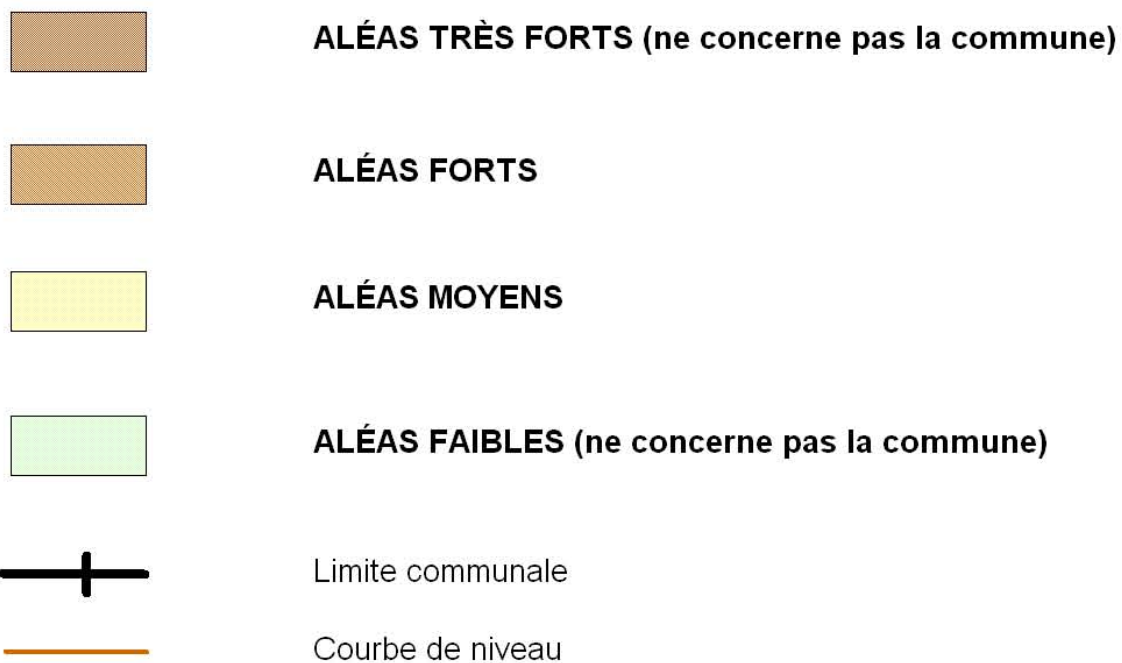 ALÉAS TRÈS FORTS (ne concerne pas la commune)
ALÉAS FORTS
ALÉAS MOYENS
ALÉAS FAIBLES (ne concerne pas la commune)
Limite communale
Courbe de niveau